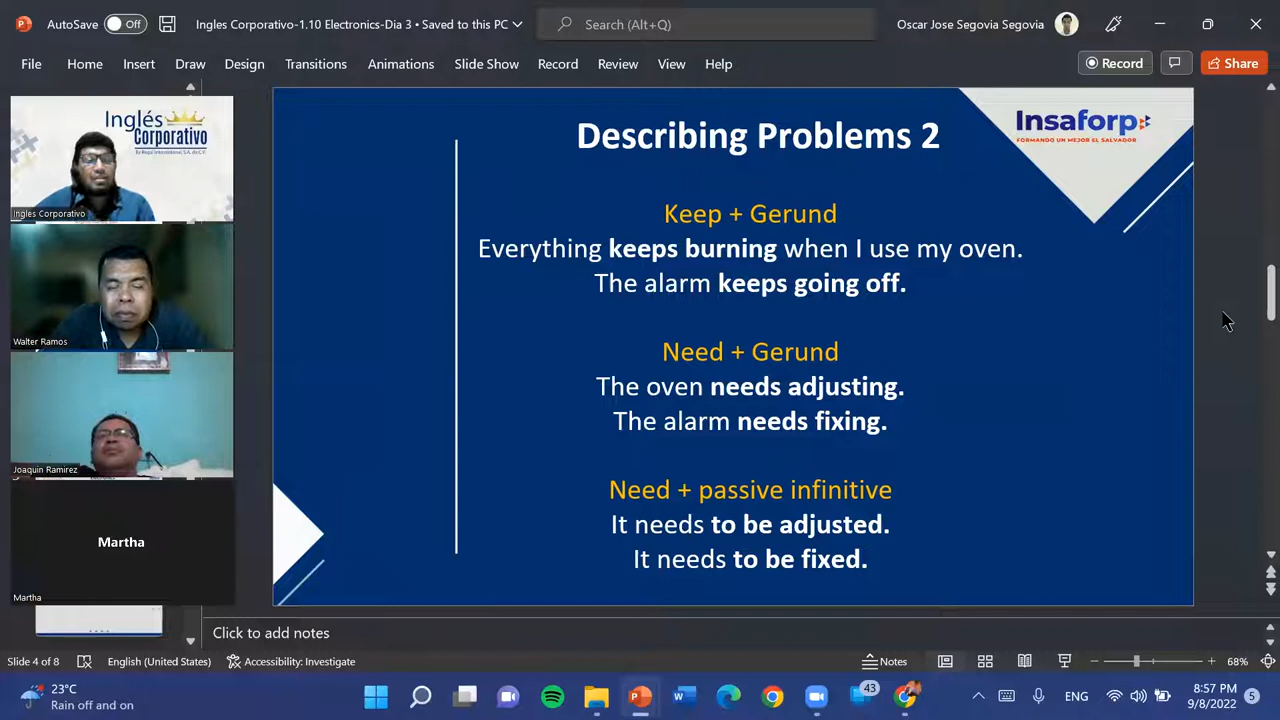 AutoSave Off Ingles Corporativo-1.10 Electronics-Dia 3 • Saved to this PC Search (Alt+Q) Oscar Jose Segovia Segovia
File Home Insert Draw Design Transitions Animations Slide Show Record Review View Help Record Share
Inglés
Corporativo
Ingles Corporativo
Walter Ramos
Joaquin Ramirez
Martha
Martha
Insaforp
FORMANDO UN MEJOR EL SALVADOR
Describing Problems 2
Keep + Gerund
Everything keeps burning when I use my oven.
The alarm keeps going off.
Need + Gerund
The oven needs adjusting.
The alarm needs fixing.
Need + passive infinitive
It needs to be adjusted.
It needs to be fixed.
Click to add notes
Slide 4 of 8 English (United States) Accessibility: Investigate Notes 68%
23°C
Rain off and on
43
ENG
8:57 PM
9/8/2022
5